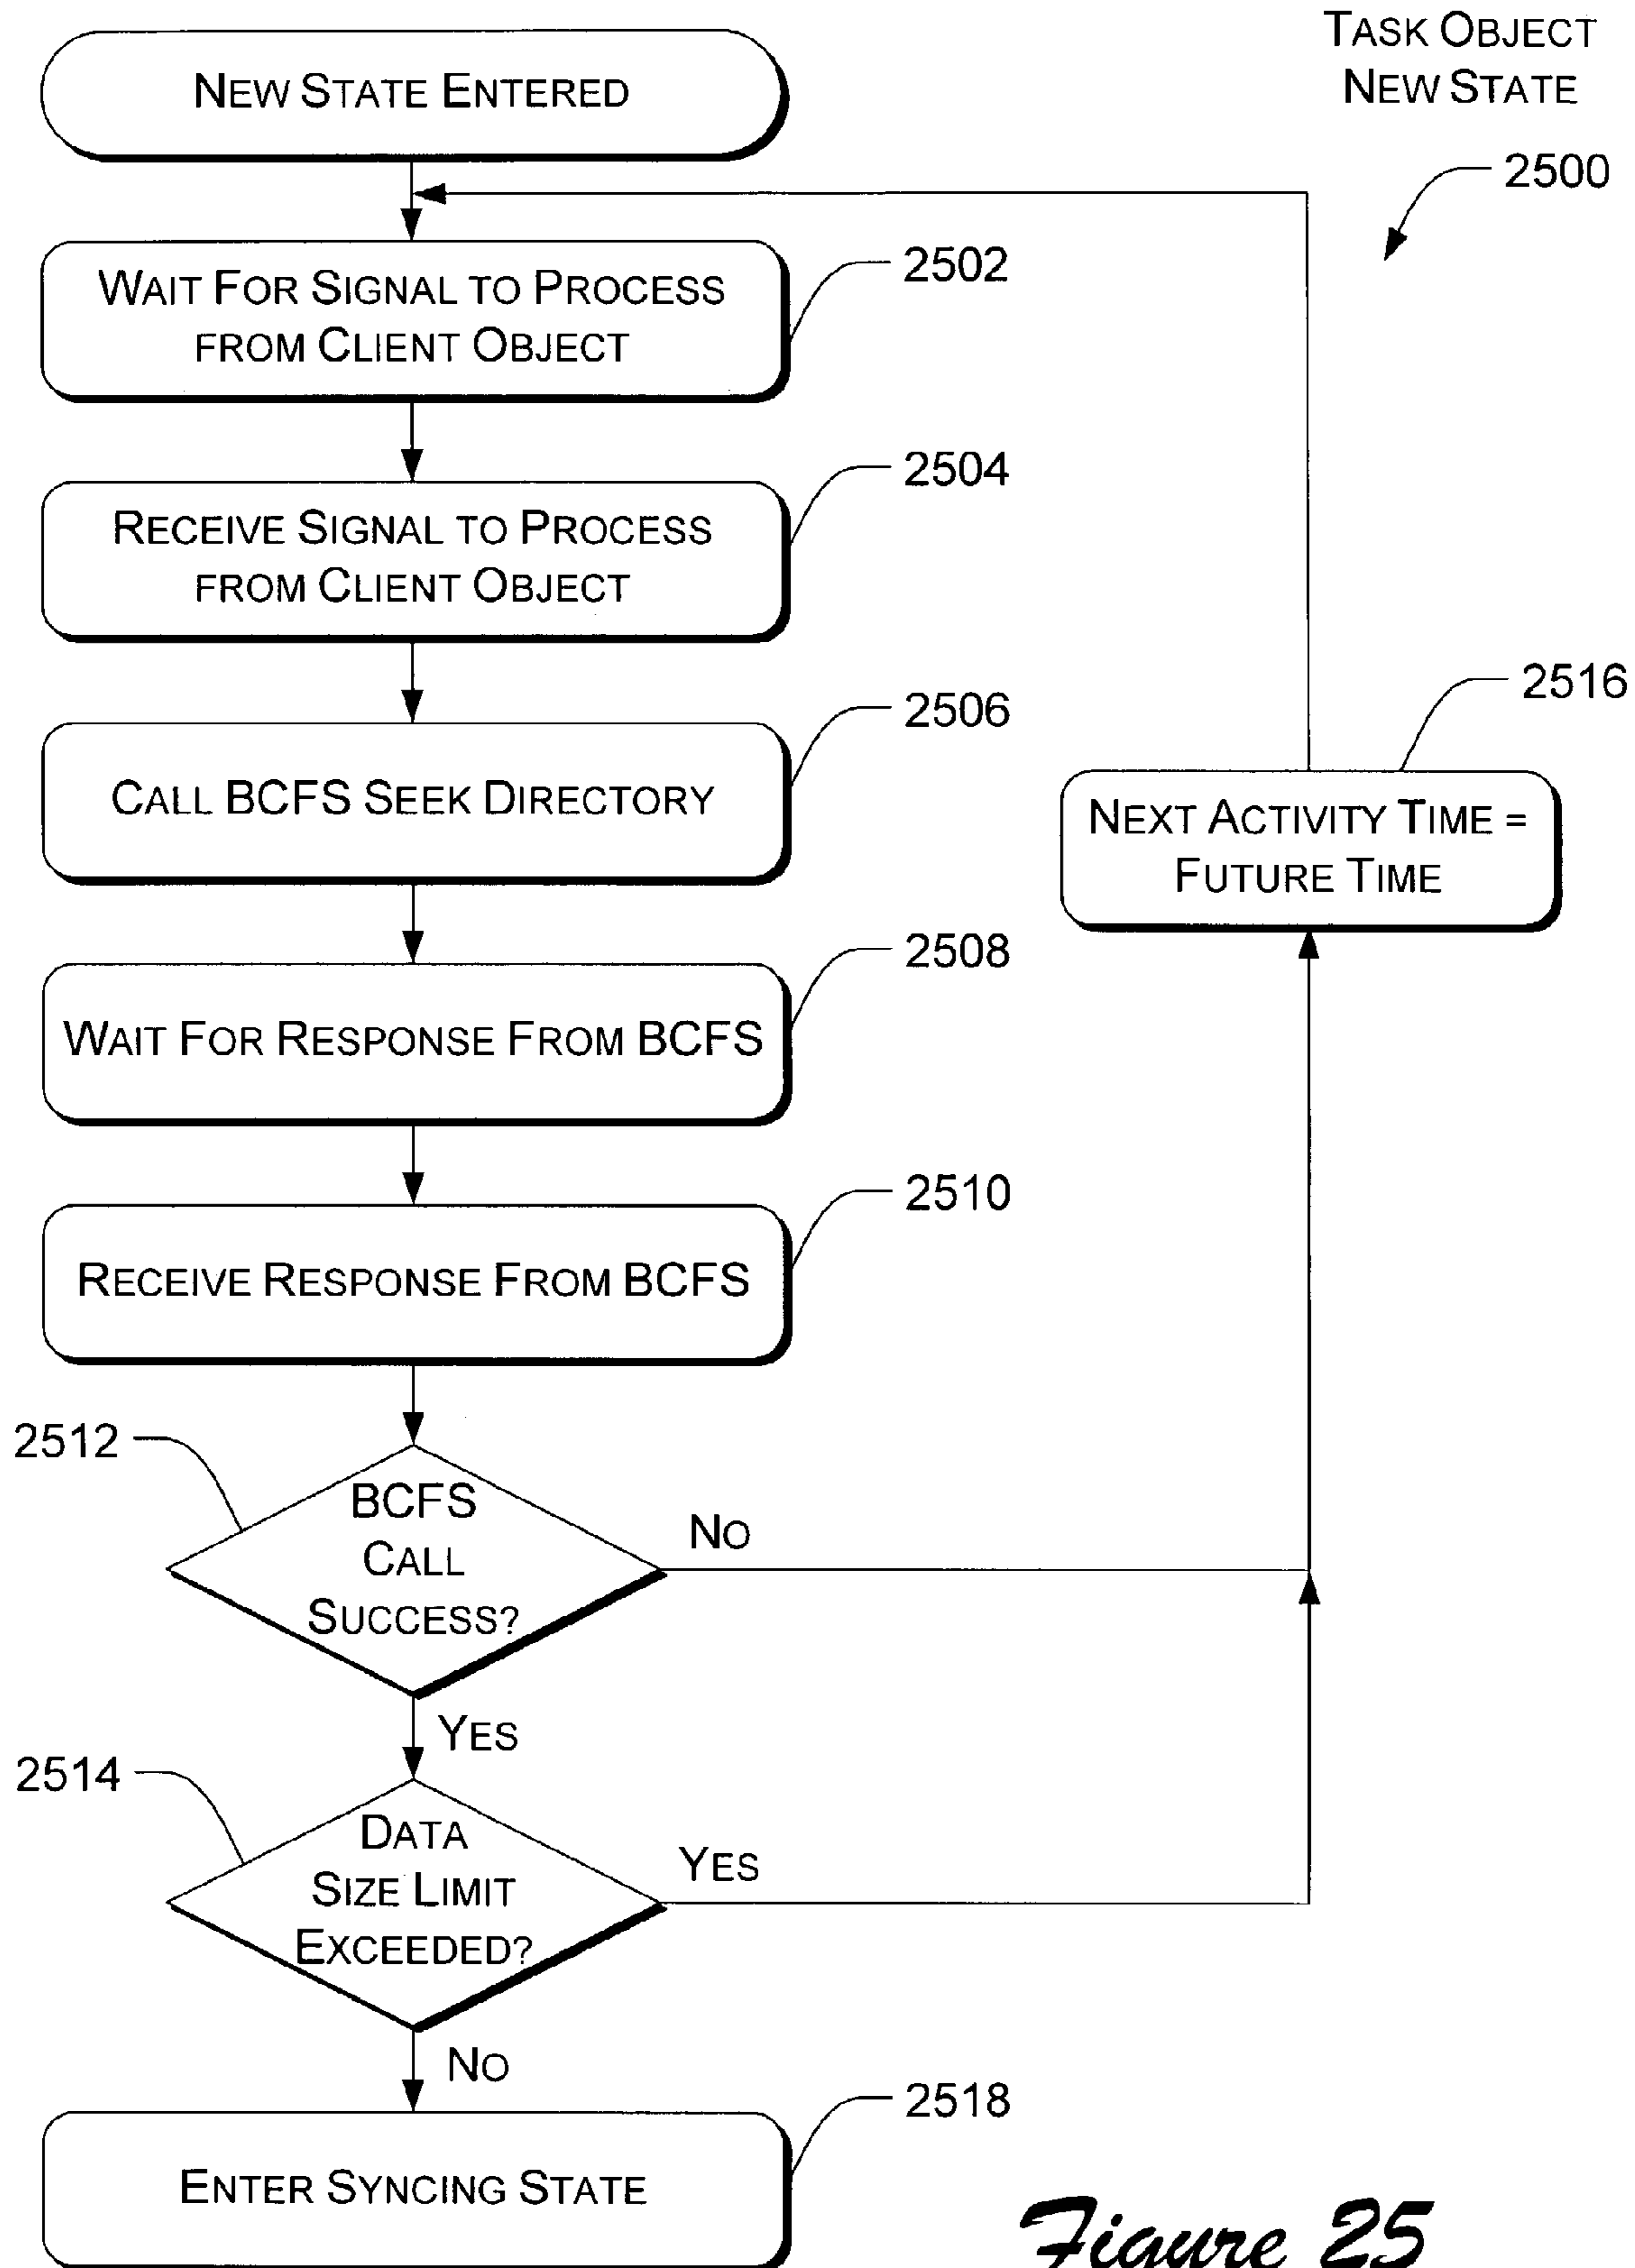 TASK OBJECT
NEW STATE
2500
NEW STATE ENTERED
WAIT FOR SIGNAL TO PROCESS
FROM CLIENT OBJECT
2502
RECEIVE SIGNAL TO PROCESS
FROM CLIENT OBJECT
2504
CALL BCFS SEEK DIRECTORY
2506
NEXT ACTIVITY TIME =
FUTURE TIME
2516
WAIT FOR RESPONSE FROM BCFS
2508
RECEIVE RESPONSE FROM BCFS
2510
2512
BCFS
CALL
SUCCESS?
NO
YES
2514
DATA
SIZE LIMIT
EXCEEDED?
YES
NO
ENTER SYNCING STATE
2518
Figure 25